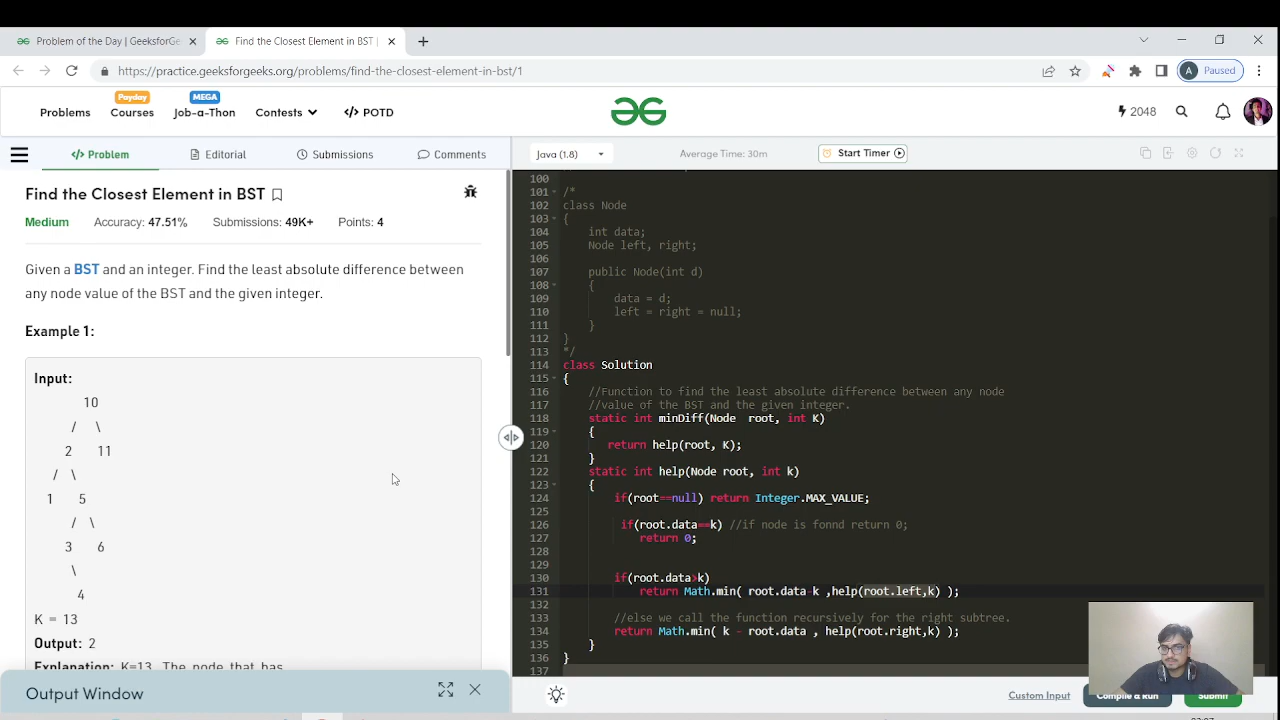 Problem of the Day | GeeksforGe
Find the Closest Element in BST |
https://practice.geeksforgeeks.org/problems/find-the-closest-element-in-bst/1
A Paused
Problems
Payday
Courses
MEGA
Job-a-Thon
Contests
</> POTD
2048
</> Problem
Editorial
Submissions
Comments
Java (1.8)
Average Time: 30m
Start Timer
Find the Closest Element in BST
Medium Accuracy: 47.51% Submissions: 49K+ Points: 4
Given a BST and an integer. Find the least absolute difference between
any node value of the BST and the given integer.
Example 1:
Input:
10
/ \
2 11
/ \
1 5
/ \
3 6
\
4
K = 13
Output: 2
Explanation: K=13. The node that has
Output Window
100
101 /*
102 class Node
103 {
104 int data;
105 Node left, right;
106
107 public Node(int d)
108 {
109 data = d;
110 left = right = null;
111 }
112 }
113 */
114 class Solution
115 {
116 //Function to find the least absolute difference between any node
117 //value of the BST and the given integer.
118 static int minDiff(Node root, int K)
119 {
120 return help(root, K);
121 }
122 static int help(Node root, int k)
123 {
124 if(root==null) return Integer.MAX_VALUE;
125
126 if(root.data==k) //if node is fonnd return 0;
127 return 0;
128
129
130 if(root.data>k)
131 return Math.min( root.data-k ,help(root.left,k) );
132
133 //else we call the function recursively for the right subtree.
134 return Math.min( k - root.data , help(root.right,k) );
135 }
136 }
137
Custom Input
Compile & Run
Submit